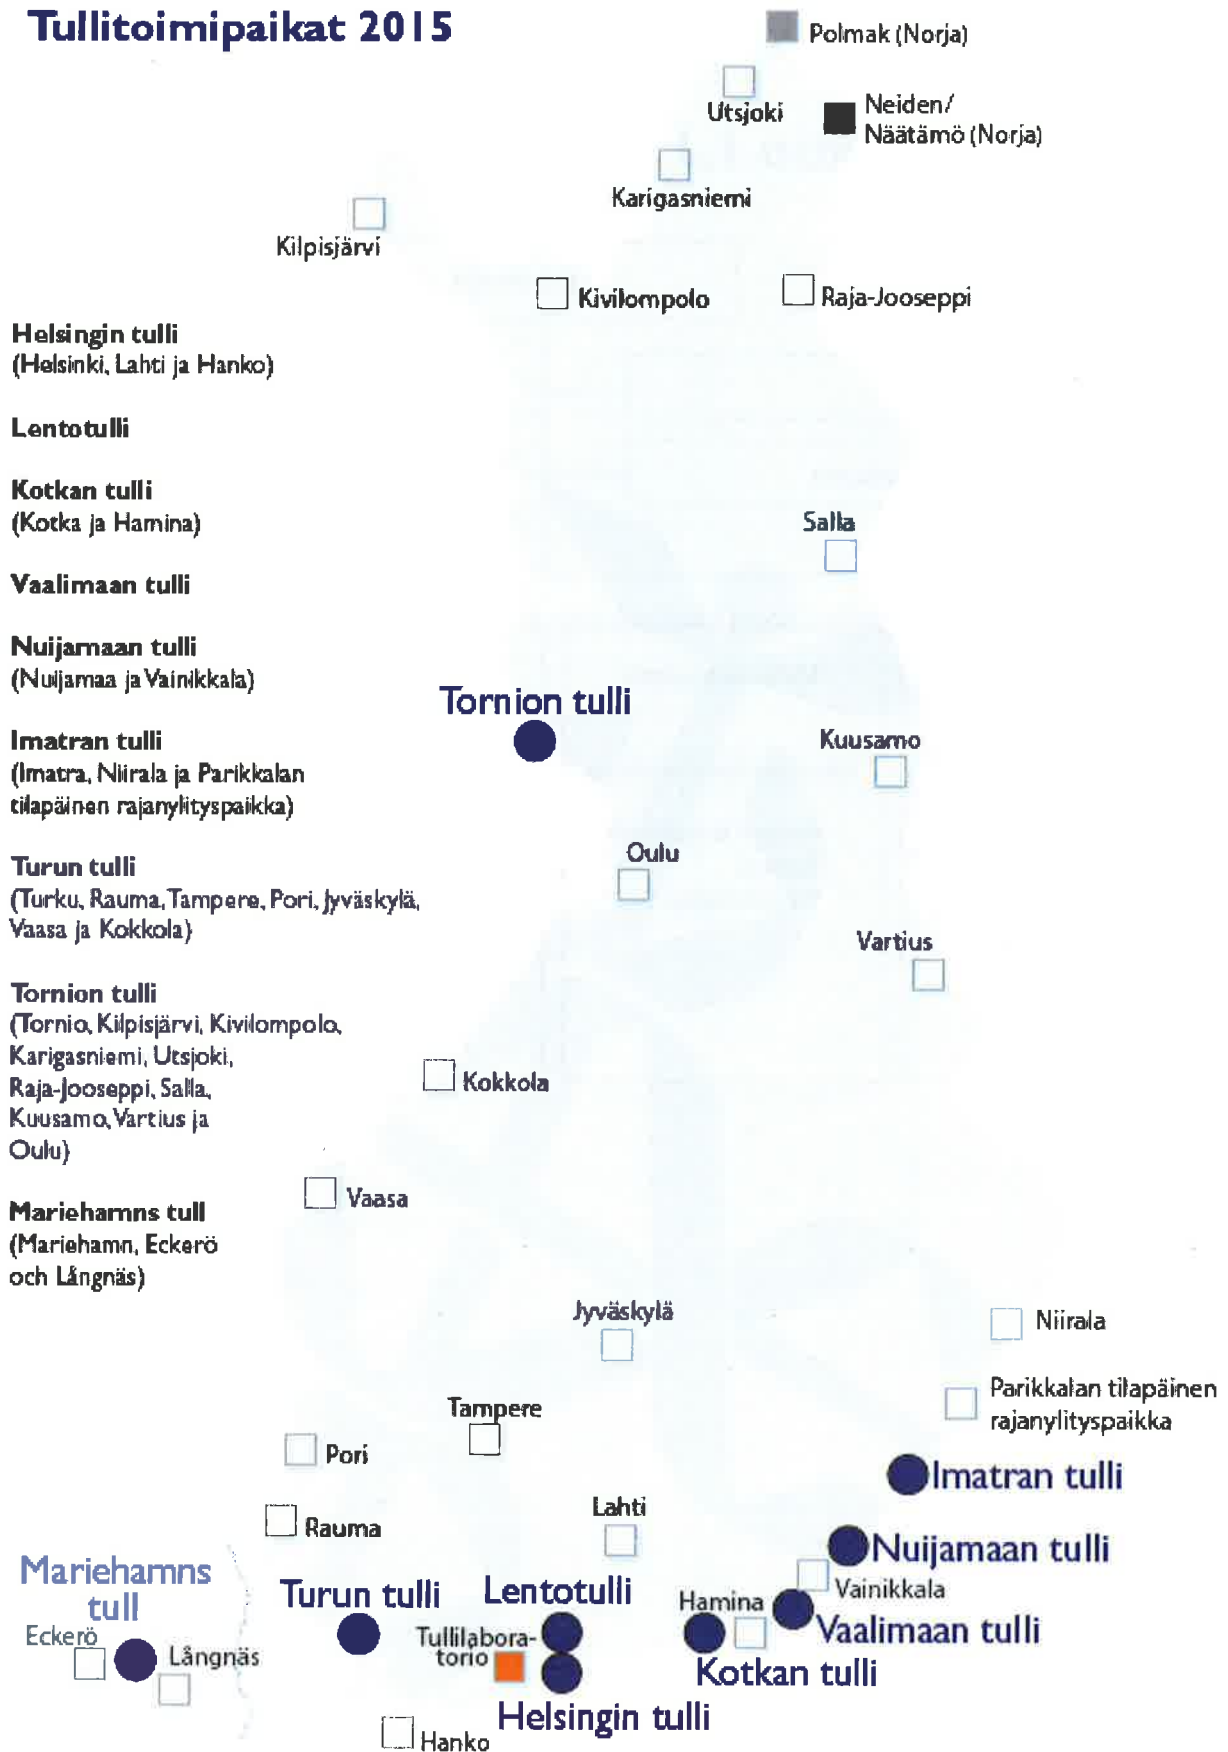 Tullitoimipaikat 2015
Polmak (Norja)
Utsjoki
Neiden/
Näätämö (Norja)
Karigasniemi
Kilpisjärvi
Kivilompolo
Raja-Jooseppi
Helsingin tulli
(Helsinki, Lahti ja Hanko)
Lentotulli
Kotkan tulli
(Kotka ja Hamina)
Vaalimaan tulli
Nuijamaan tulli
(Nuijamaa ja Vainikkala)
Imatran tulli
(Imatra, Niirala ja Parikkalan
tilapäinen rajanylityspaikka)
Turun tulli
(Turku, Rauma, Tampere, Pori, Jyväskylä,
Vaasa ja Kokkola)
Tornion tulli
(Tornio, Kilpisjärvi, Kivilompolo,
Karigasniemi, Utsjoki,
Raja-Jooseppi, Salla,
Kuusamo, Vartius ja
Oulu)
Mariehamns tull
(Mariehamn, Eckerö
och Långnäs)
Salla
Tornion tulli
Kuusamo
Oulu
Vartius
Kokkola
Vaasa
Jyväskylä
Niirala
Parikkalan tilapäinen
rajanylityspaikka
Tampere
Pori
Imatran tulli
Lahti
Rauma
Nuijamaan tulli
Vainikkala
Mariehamns
tull
Turun tulli
Lentotulli
Hamina
Vaalimaan tulli
Eckerö
Långnäs
Tullilabora-
torio
Kotkan tulli
Helsingin tulli
Hanko